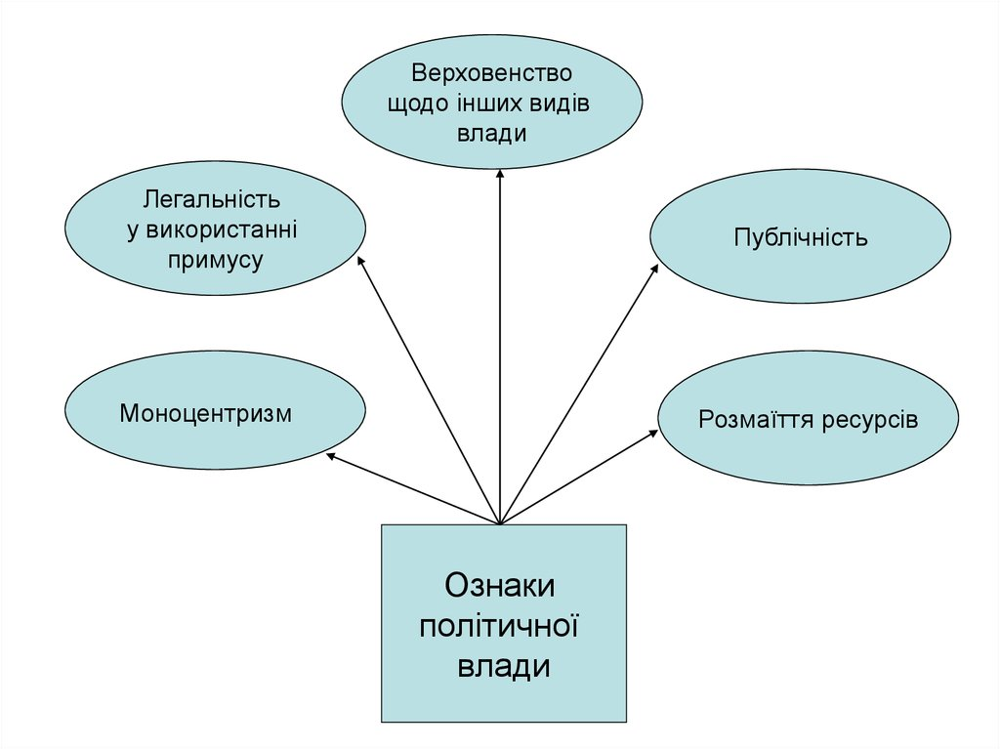 Верховенство
щодо інших видів
влади
Легальність
у використанні
примусу
Публічність
Моноцентризм
Розмаїття ресурсів
Ознаки
політичної
влади